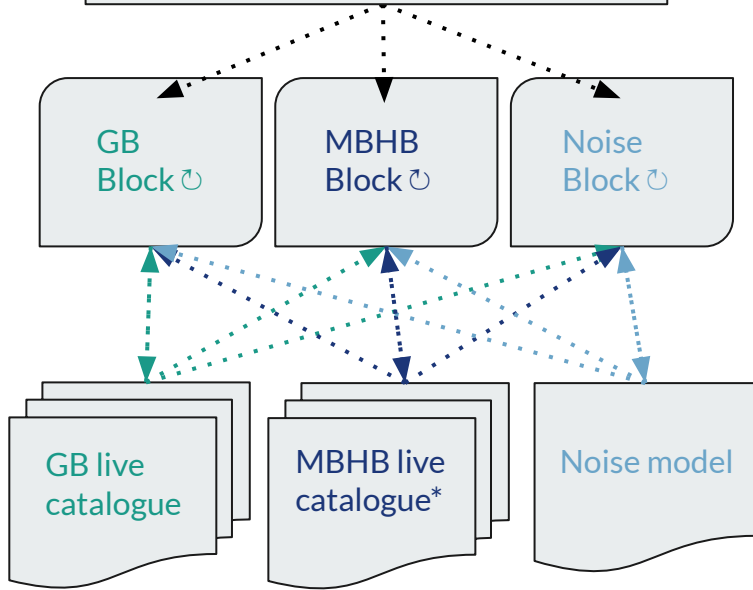 GB
Block ↻
MBHB
Block ↻
Noise
Block ↻
GB live
catalogue
MBHB live
catalogue*
Noise model